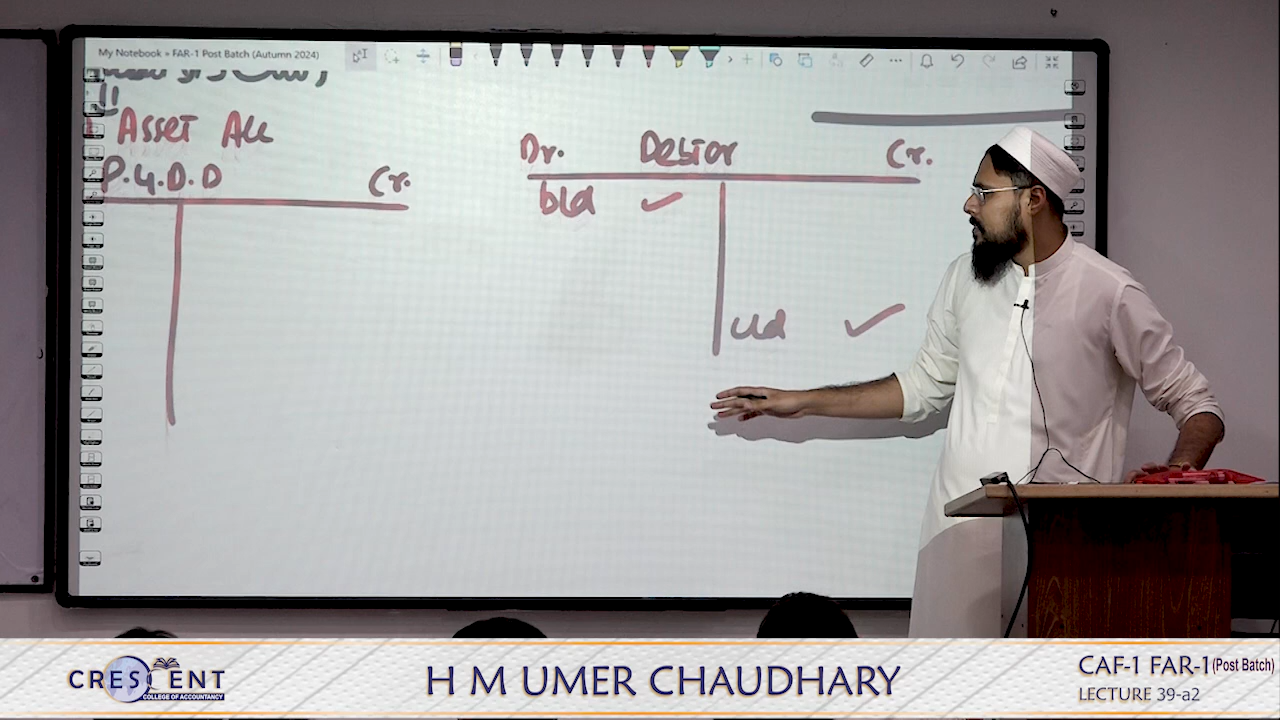 My Notebook » FAR-1 Post Batch (Autumn 2024)
Asset A/c
P.4.D.D Cr.
Dr. Debtor Cr.
b/d ✓
c/d ✓
CRESCENT
COLLEGE OF ACCOUNTANCY
H M UMER CHAUDHARY
CAF-1 FAR-1(Post Batch)
LECTURE 39-a2